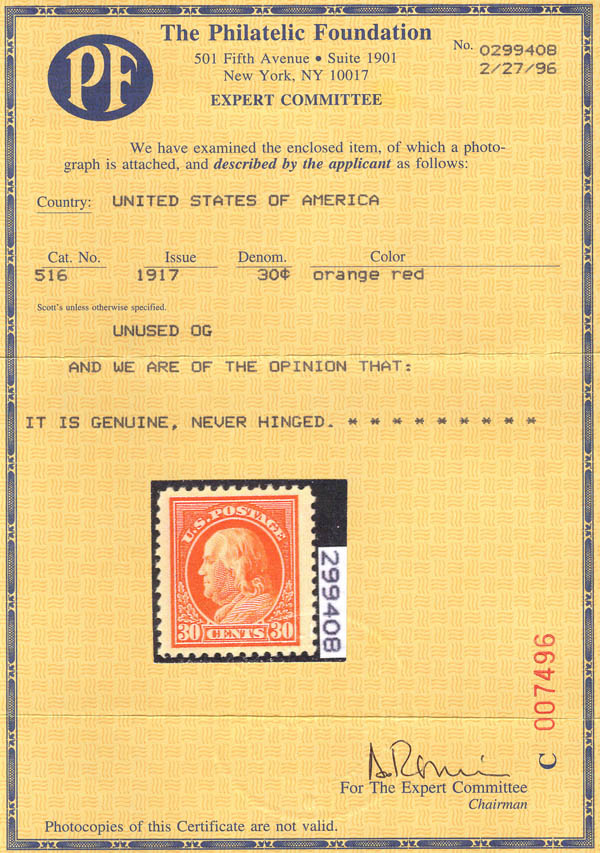 PF
The Philatelic Foundation
501 Fifth Avenue • Suite 1901
New York, NY 10017
EXPERT COMMITTEE
No. 0299408
2/27/96
We have examined the enclosed item, of which a photo-
graph is attached, and described by the applicant as follows:
Country: UNITED STATES OF AMERICA
Cat. No. Issue Denom. Color
516 1917 30¢ orange red
Scott's unless otherwise specified.
UNUSED OG
AND WE ARE OF THE OPINION THAT:
IT IS GENUINE, NEVER HINGED. * * * * * * * * *
U.S. POSTAGE
30 CENTS 30
299408
C 007496
For The Expert Committee
Chairman
Photocopies of this Certificate are not valid.